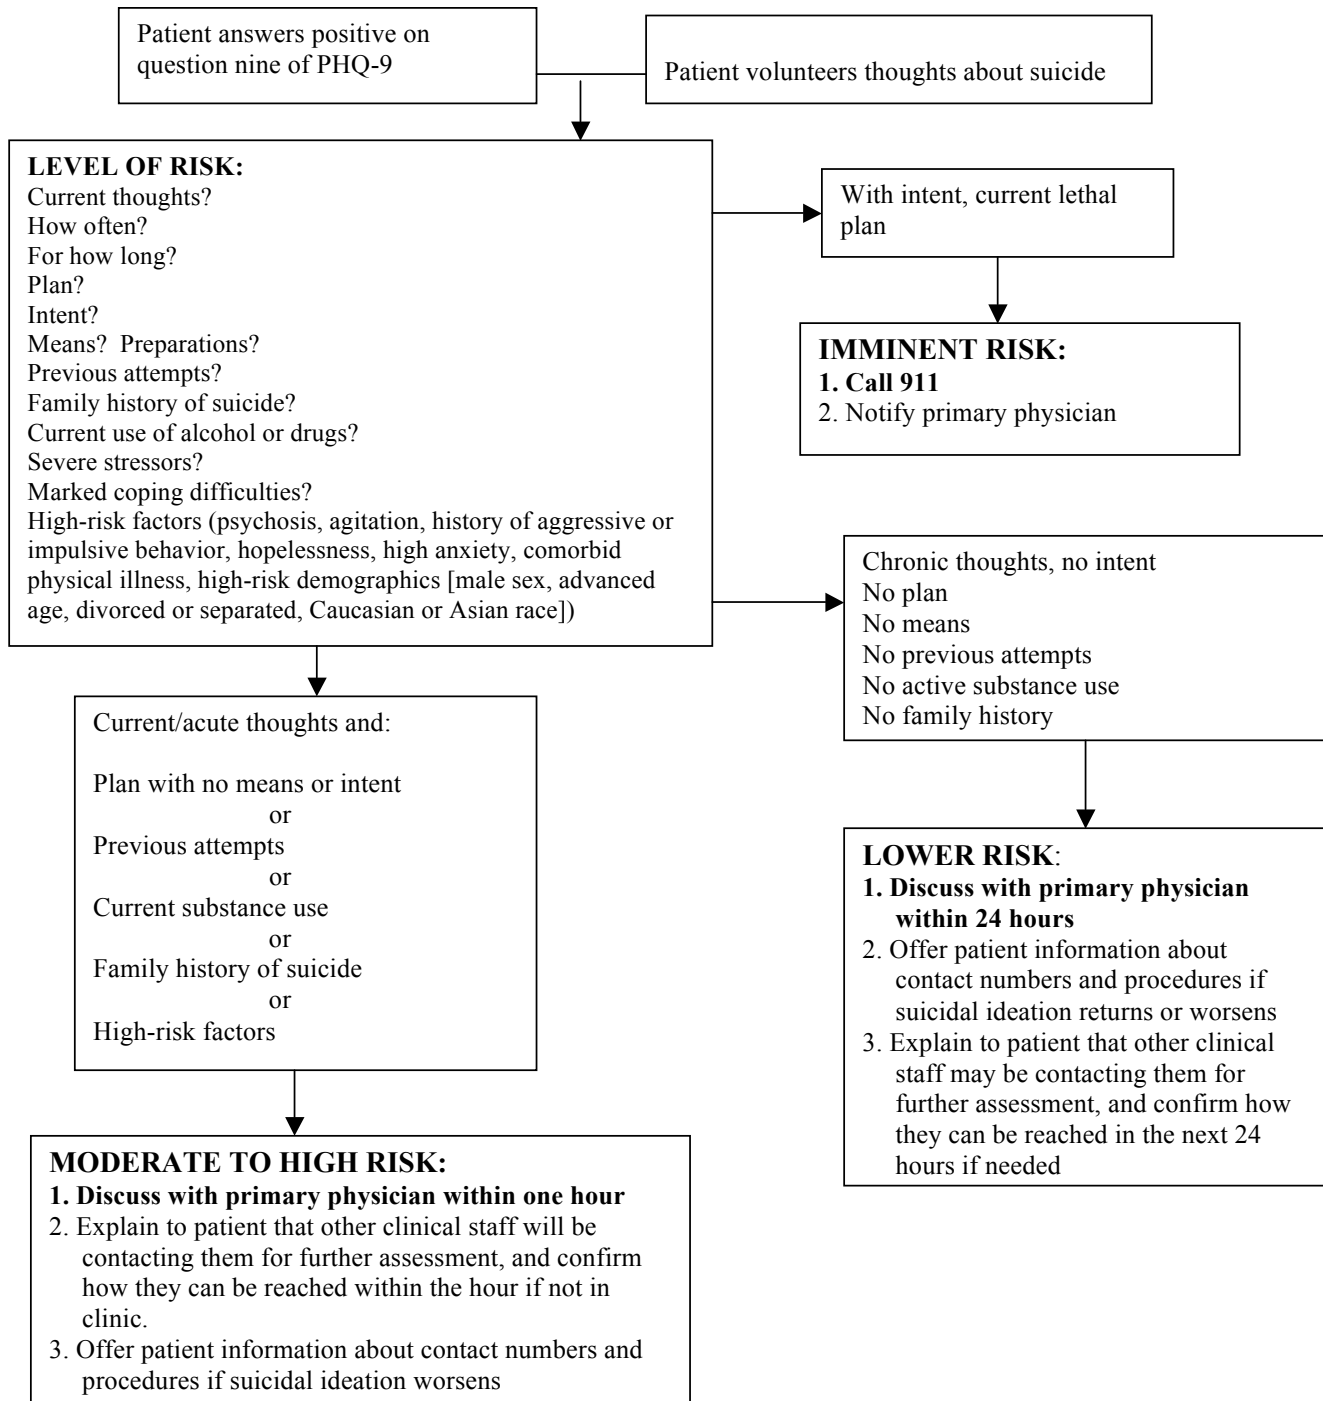 Patient answers positive on
question nine of PHQ-9
Patient volunteers thoughts about suicide
LEVEL OF RISK:
Current thoughts?
How often?
For how long?
Plan?
Intent?
Means?  Preparations?
Previous attempts?
Family history of suicide?
Current use of alcohol or drugs?
Severe stressors?
Marked coping difficulties?
High-risk factors (psychosis, agitation, history of aggressive or
impulsive behavior, hopelessness, high anxiety, comorbid
physical illness, high-risk demographics [male sex, advanced
age, divorced or separated, Caucasian or Asian race])
With intent, current lethal
plan
IMMINENT RISK:
1. Call 911
2. Notify primary physician
Chronic thoughts, no intent
No plan
No means
No previous attempts
No active substance use
No family history
LOWER RISK:
1. Discuss with primary physician
within 24 hours
2. Offer patient information about
contact numbers and procedures if
suicidal ideation returns or worsens
3. Explain to patient that other clinical
staff may be contacting them for
further assessment, and confirm how
they can be reached in the next 24
hours if needed
Current/acute thoughts and:
Plan with no means or intent
or
Previous attempts
or
Current substance use
or
Family history of suicide
or
High-risk factors
MODERATE TO HIGH RISK:
1. Discuss with primary physician within one hour
2. Explain to patient that other clinical staff will be
contacting them for further assessment, and confirm
how they can be reached within the hour if not in
clinic.
3. Offer patient information about contact numbers and
procedures if suicidal ideation worsens